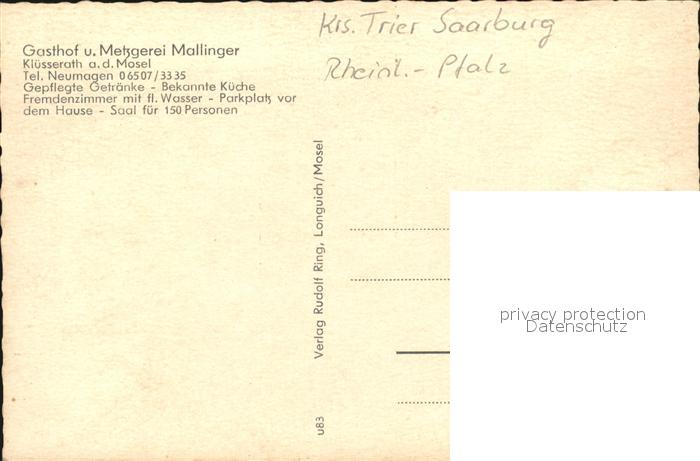 Gasthof u. Metzgerei Mallinger
Klüsserath a. d. Mosel
Tel. Neumagen 06507/3335
Gepflegte Getränke - Bekannte Küche
Fremdenzimmer mit fl. Wasser - Parkplatz vor
dem Hause - Saal für 150 Personen
Krs. Trier Saarburg
Rheinl.- Pfalz
Verlag Rudolf Ring, Longuich/Mosel
u83
privacy protection
Datenschutz